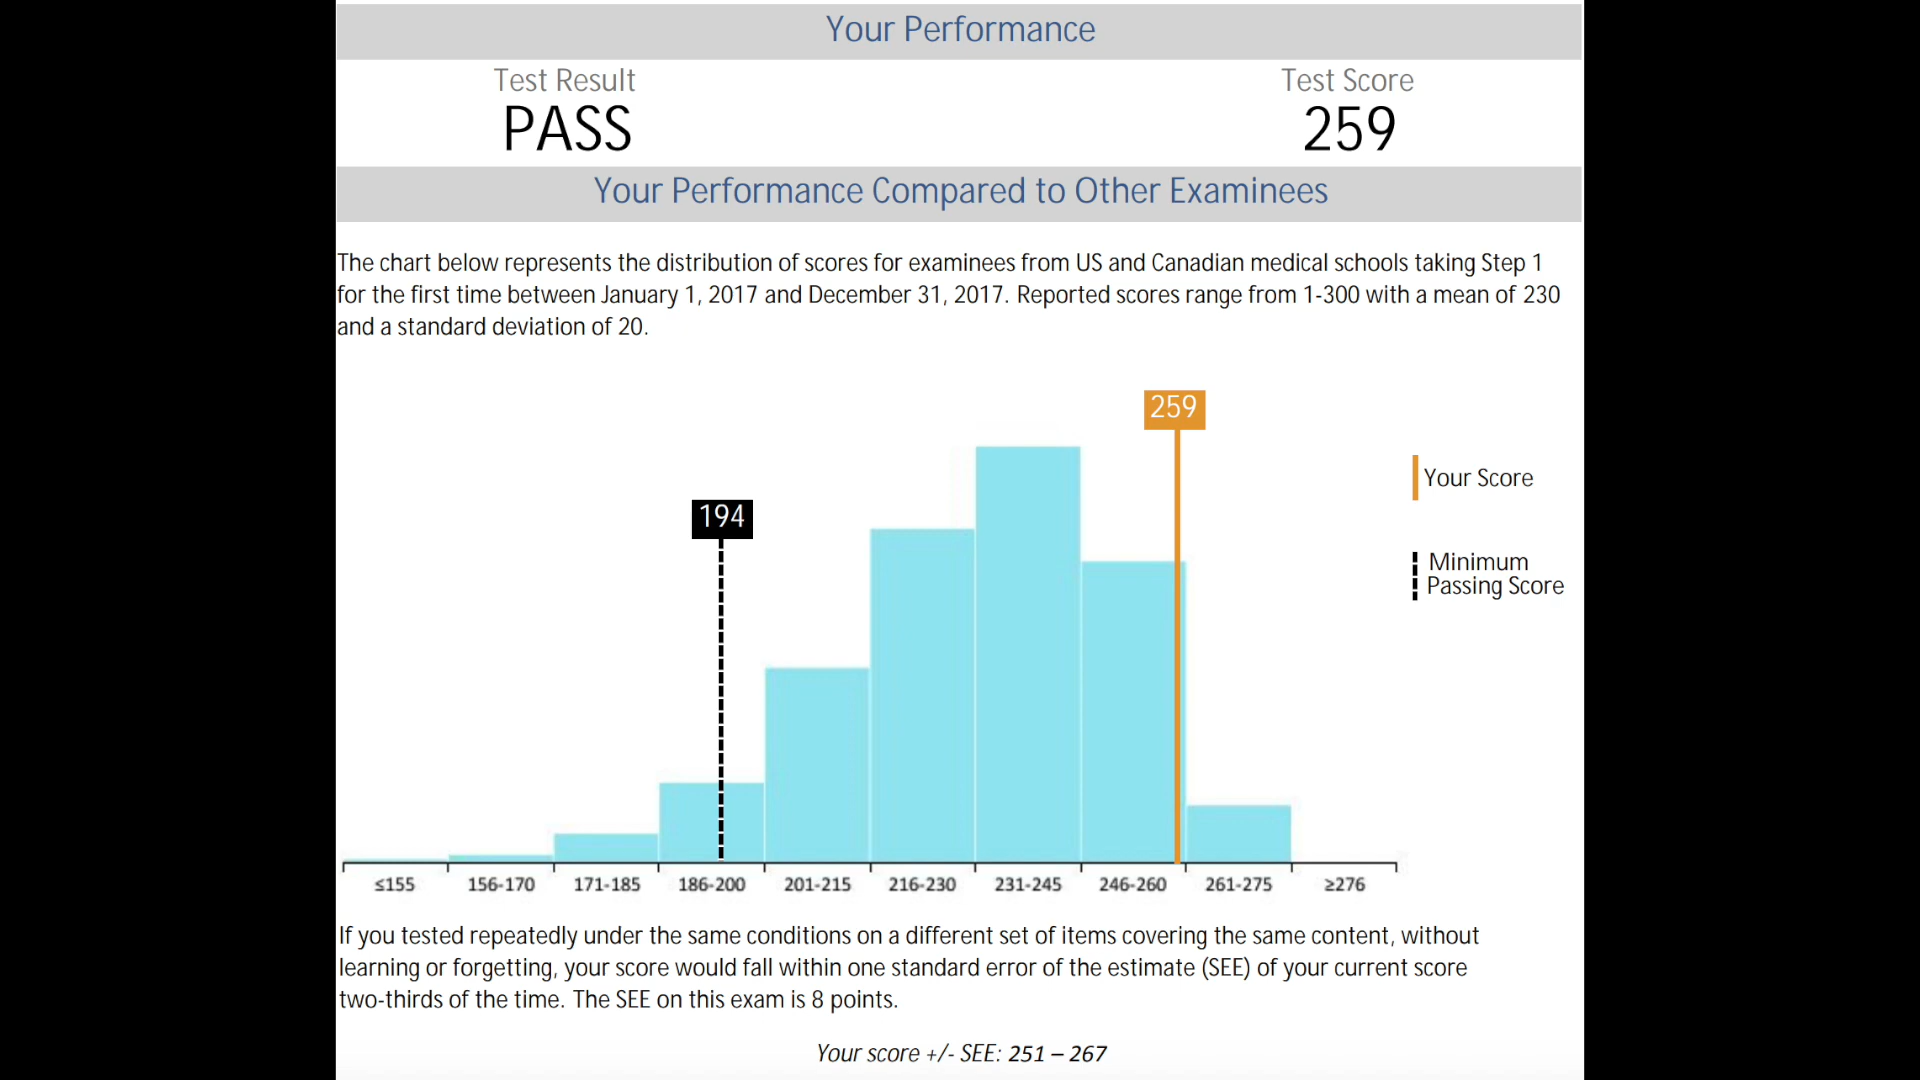 Your Performance
Test Result
Test Score
PASS
259
Your Performance Compared to Other Examinees
The chart below represents the distribution of scores for examinees from US and Canadian medical schools taking Step 1
for the first time between January 1, 2017 and December 31, 2017. Reported scores range from 1-300 with a mean of 230
and a standard deviation of 20.
259
194
Your Score
Minimum
Passing Score
≤155 156-170 171-185 186-200 201-215 216-230 231-245 246-260 261-275 ≥276
If you tested repeatedly under the same conditions on a different set of items covering the same content, without
learning or forgetting, your score would fall within one standard error of the estimate (SEE) of your current score
two-thirds of the time. The SEE on this exam is 8 points.
Your score +/- SEE: 251 – 267